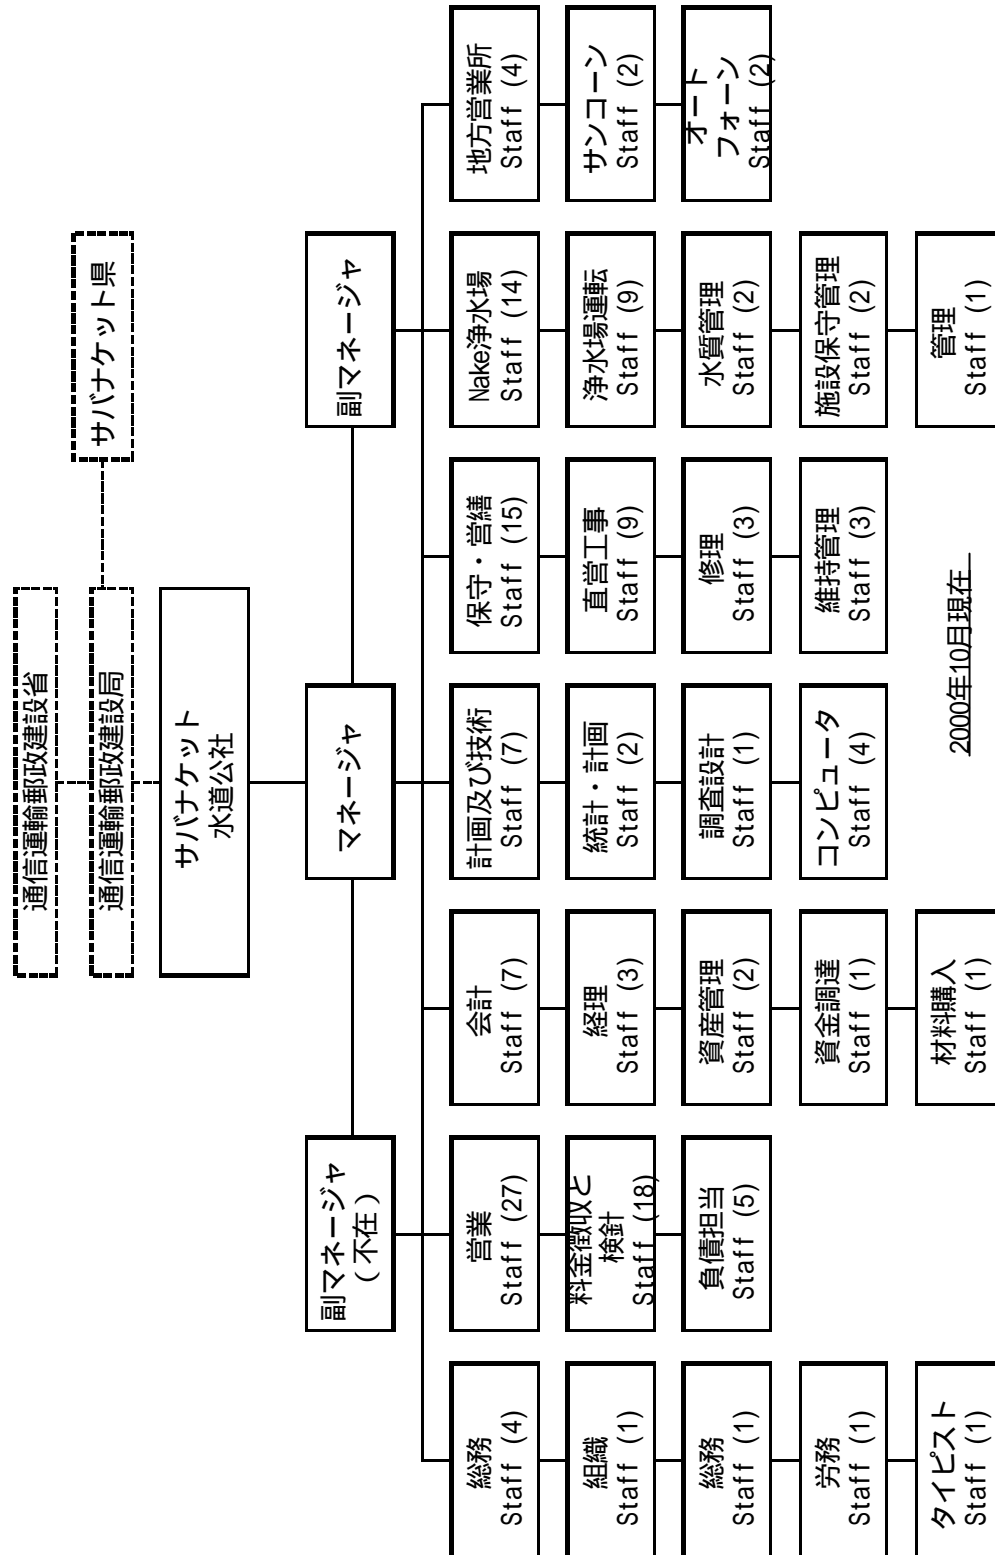 通信運輸郵政建設省
通信運輸郵政建設局
サバナケット県
サバナケット
水道公社
マネージャ
副マネージャ
(不在)
副マネージャ
総務
Staff (4)
組織
Staff (1)
総務
Staff (1)
労務
Staff (1)
タイピスト
Staff (1)
営業
Staff (27)
料金徴収と
検針
Staff (18)
負債担当
Staff (5)
会計
Staff (7)
経理
Staff (3)
資産管理
Staff (2)
資金調達
Staff (1)
材料購入
Staff (1)
計画及び技術
Staff (7)
統計・計画
Staff (2)
調査設計
Staff (1)
コンピュータ
Staff (4)
保守・営繕
Staff (15)
直営工事
Staff (9)
修理
Staff (3)
維持管理
Staff (3)
Nake浄水場
Staff (14)
浄水場運転
Staff (9)
水質管理
Staff (2)
施設保守管理
Staff (2)
管理
Staff (1)
地方営業所
Staff (4)
サンコーン
Staff (2)
オート
フォーン
Staff (2)
2000年10月現在